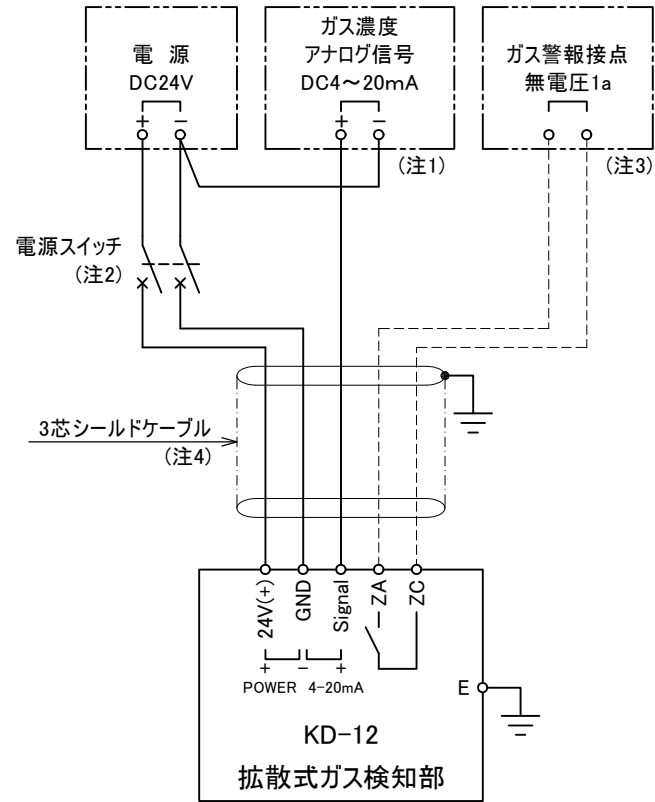 電 源
DC24V
+ −
ガス濃度
アナログ信号
DC4～20mA
+ −
(注1)
ガス警報接点
無電圧1a
(注3)
電源スイッチ
(注2)
3芯シールドケーブル
(注4)
24V(+)
GND
Signal
ZA
ZC
+ − +
POWER 4-20mA
E
KD-12
拡散式ガス検知部